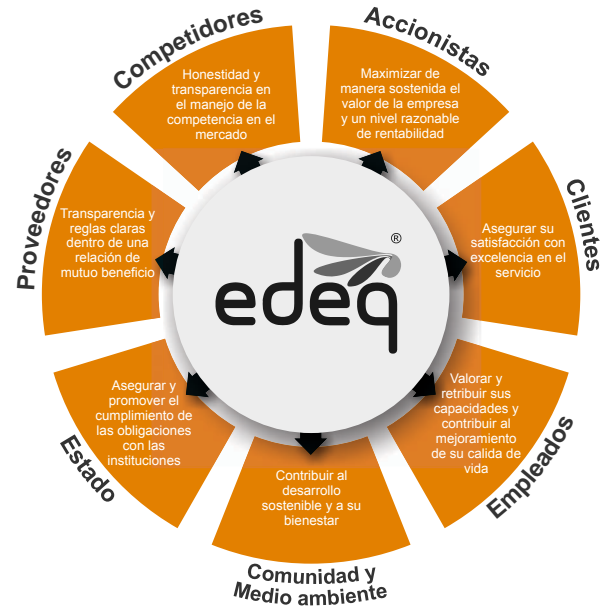 Accionistas
Maximizar de
manera sostenida el
valor de la empresa
y un nivel razonable
de rentabilidad
Clientes
Asegurar su
satisfacción con
excelencia en el
servicio
Empleados
Valorar y
retribuir sus
capacidades y
contribuir al
mejoramiento
de su calida de
vida
Comunidad y
Medio ambiente
Contribuir al
desarrollo
sostenible y a su
bienestar
Estado
Asegurar y
promover el
cumplimiento de
las obligaciones
con las
instituciones
Proveedores
Transparencia y
reglas claras
dentro de una
relación de
mutuo beneficio
Competidores
Honestidad y
transparencia en
el manejo de la
competencia en el
mercado
edeq ®